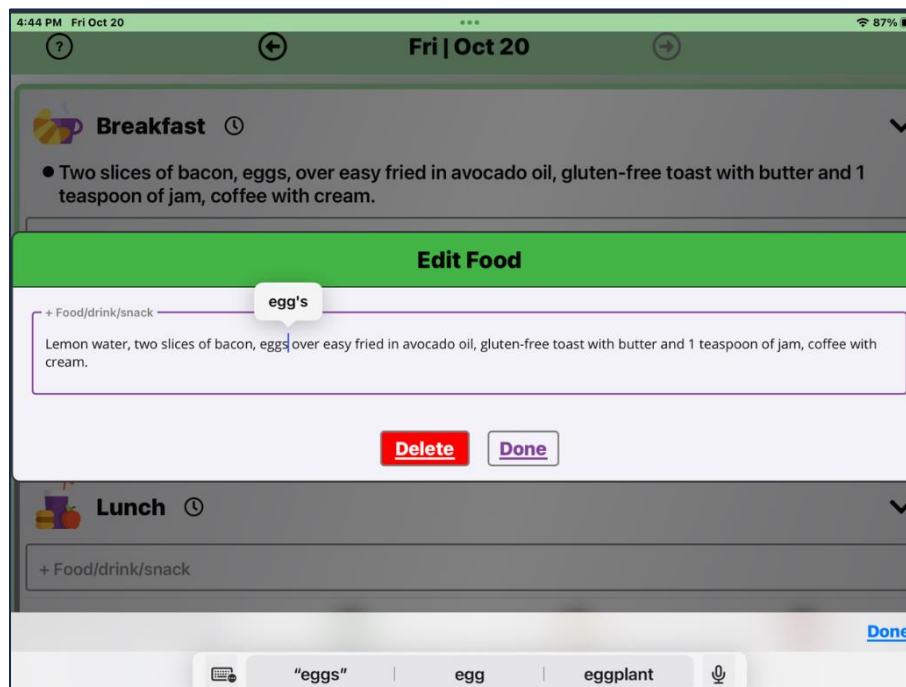 4:44 PM Fri Oct 20
87%
?
Fri | Oct 20
Breakfast
• Two slices of bacon, eggs, over easy fried in avocado oil, gluten-free toast with butter and 1
teaspoon of jam, coffee with cream.
Edit Food
egg's
+ Food/drink/snack
Lemon water, two slices of bacon, eggs over easy fried in avocado oil, gluten-free toast with butter and 1 teaspoon of jam, coffee with
cream.
Delete Done
Lunch
+ Food/drink/snack
Done
"eggs" egg eggplant